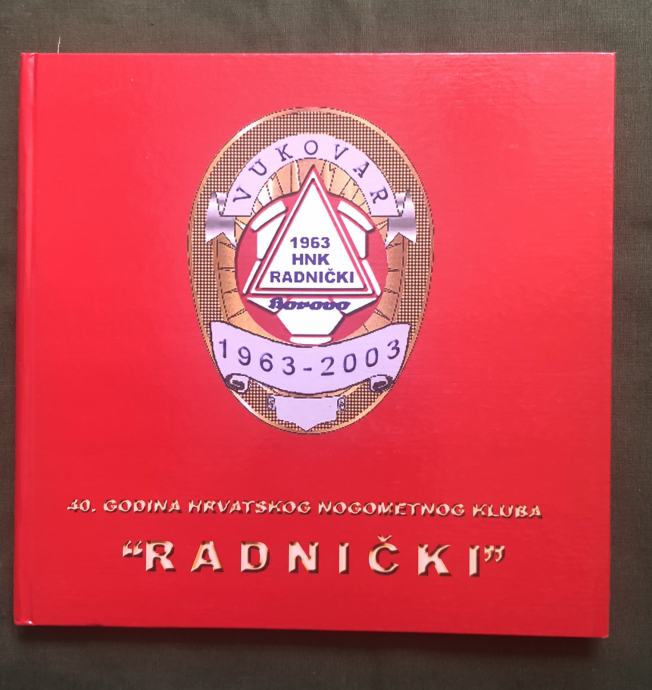 VUKOVAR
1963
HNK
RADNIČKI
Borovo
1963-2003
40. GODINA HRVATSKOG NOGOMETNOG KLUBA
“RADNIČKI”